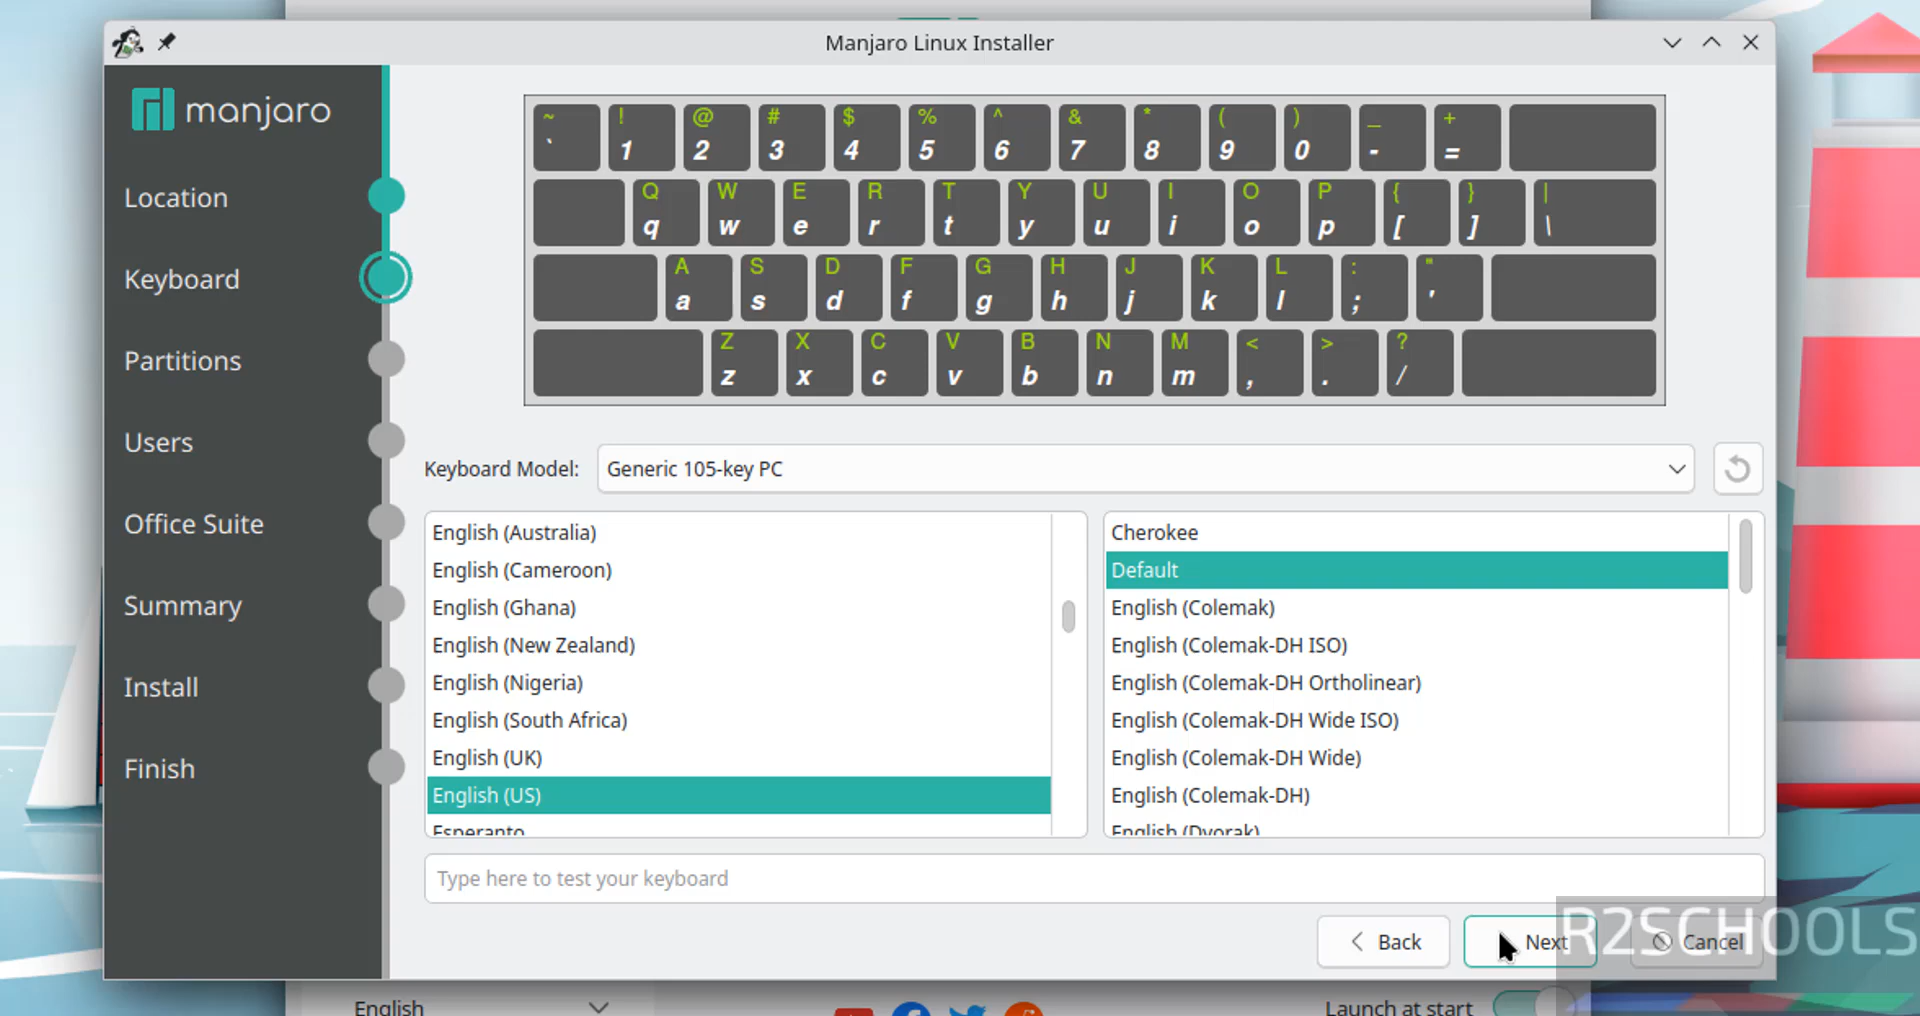 Manjaro Linux Installer
manjaro
Location
Keyboard
Partitions
Users
Office Suite
Summary
Install
Finish
~ ! @ # $ % ^ & * ( ) _ +
` 1 2 3 4 5 6 7 8 9 0 - =
Q W E R T Y U I O P { } |
q w e r t y u i o p [ ] \
A S D F G H J K L : "
a s d f g h j k l ; '
Z X C V B N M < > ?
z x c v b n m , . /
Keyboard Model: Generic 105-key PC
English (Australia)
English (Cameroon)
English (Ghana)
English (New Zealand)
English (Nigeria)
English (South Africa)
English (UK)
English (US)
Esperanto
Cherokee
Default
English (Colemak)
English (Colemak-DH ISO)
English (Colemak-DH Ortholinear)
English (Colemak-DH Wide ISO)
English (Colemak-DH Wide)
English (Colemak-DH)
English (Dvorak)
Type here to test your keyboard
Back Next Cancel
R2SCHOOLS
English
Launch at start